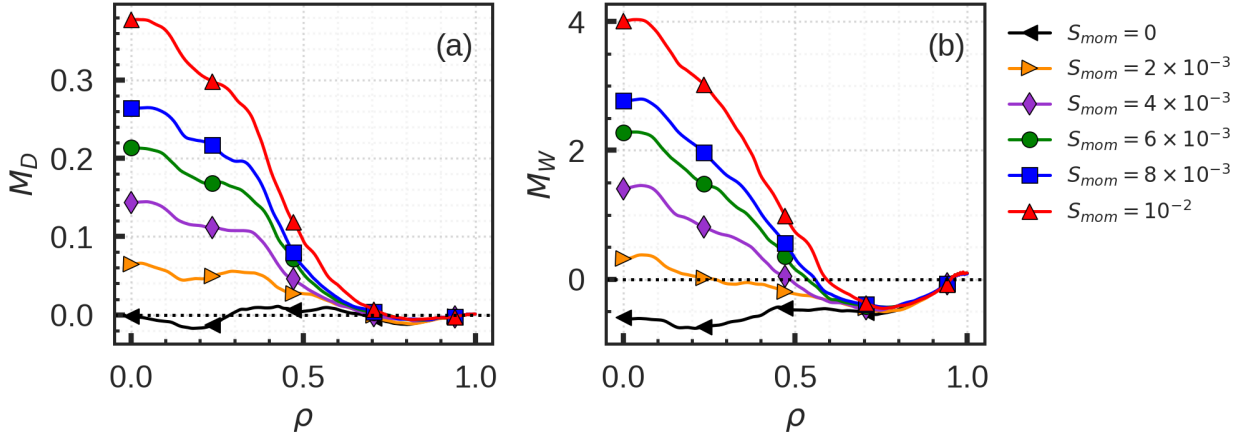 (a)
M_D
0.3
0.2
0.1
0.0
0.0 0.5 1.0
ρ
(b)
M_W
4
2
0
0.0 0.5 1.0
ρ
S_mom = 0
S_mom = 2 × 10⁻³
S_mom = 4 × 10⁻³
S_mom = 6 × 10⁻³
S_mom = 8 × 10⁻³
S_mom = 10⁻²